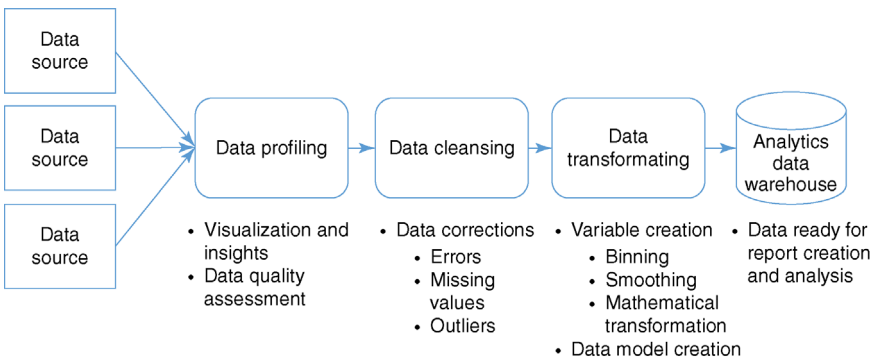 Data
source
Data
source
Data
source
Data profiling
Data cleansing
Data
transformating
Analytics
data
warehouse
• Visualization and
insights
• Data quality
assessment
• Data corrections
• Errors
• Missing
values
• Outliers
• Variable creation
• Binning
• Smoothing
• Mathematical
transformation
• Data model creation
• Data ready for
report creation
and analysis